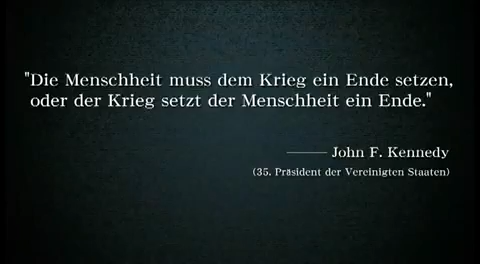 "Die Menschheit muss dem Krieg ein Ende setzen,
oder der Krieg setzt der Menschheit ein Ende."
——— John F. Kennedy
(35. Präsident der Vereinigten Staaten)